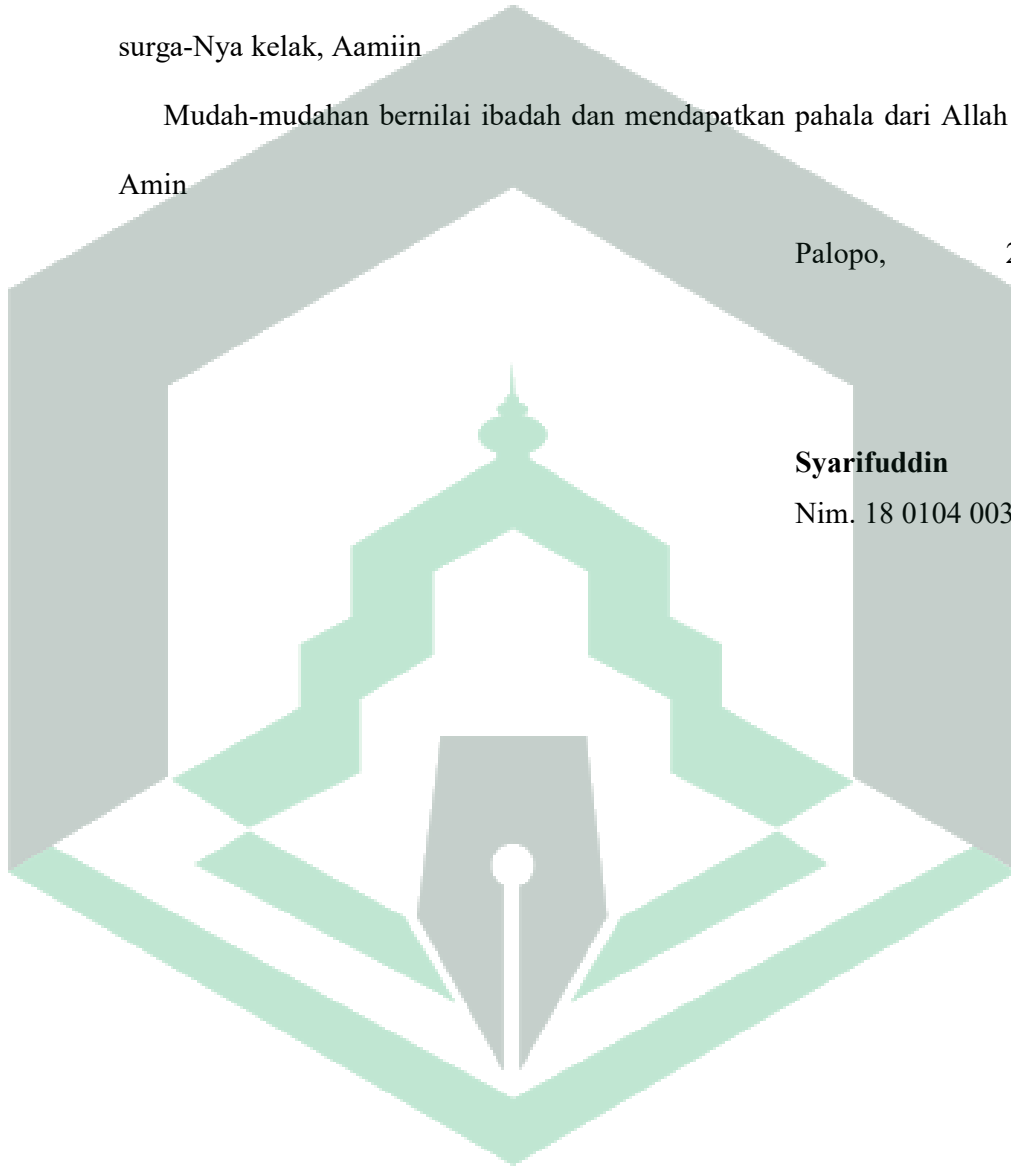 surga-Nya kelak, Aamiin
Mudah-mudahan bernilai ibadah dan mendapatkan pahala dari Allah
Amin
Palopo, 2
Syarifuddin
Nim. 18 0104 003